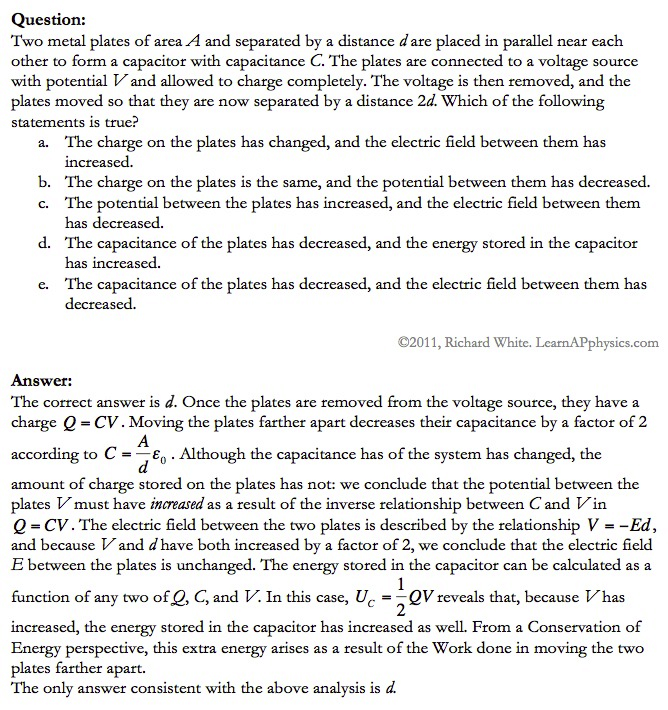 Question:
Two metal plates of area A and separated by a distance d are placed in parallel near each
other to form a capacitor with capacitance C. The plates are connected to a voltage source
with potential V and allowed to charge completely. The voltage is then removed, and the
plates moved so that they are now separated by a distance 2d. Which of the following
statements is true?
a. The charge on the plates has changed, and the electric field between them has
increased.
b. The charge on the plates is the same, and the potential between them has decreased.
c. The potential between the plates has increased, and the electric field between them
has decreased.
d. The capacitance of the plates has decreased, and the energy stored in the capacitor
has increased.
e. The capacitance of the plates has decreased, and the electric field between them has
decreased.
©2011, Richard White. LearnAPphysics.com
Answer:
The correct answer is d. Once the plates are removed from the voltage source, they have a
charge Q = CV. Moving the plates farther apart decreases their capacitance by a factor of 2
according to C = A/d ε₀. Although the capacitance has of the system has changed, the
amount of charge stored on the plates has not: we conclude that the potential between the
plates V must have increased as a result of the inverse relationship between C and V in
Q = CV. The electric field between the two plates is described by the relationship V = −Ed,
and because V and d have both increased by a factor of 2, we conclude that the electric field
E between the plates is unchanged. The energy stored in the capacitor can be calculated as a
function of any two of Q, C, and V. In this case, U_C = 1/2 QV reveals that, because V has
increased, the energy stored in the capacitor has increased as well. From a Conservation of
Energy perspective, this extra energy arises as a result of the Work done in moving the two
plates farther apart.
The only answer consistent with the above analysis is d.